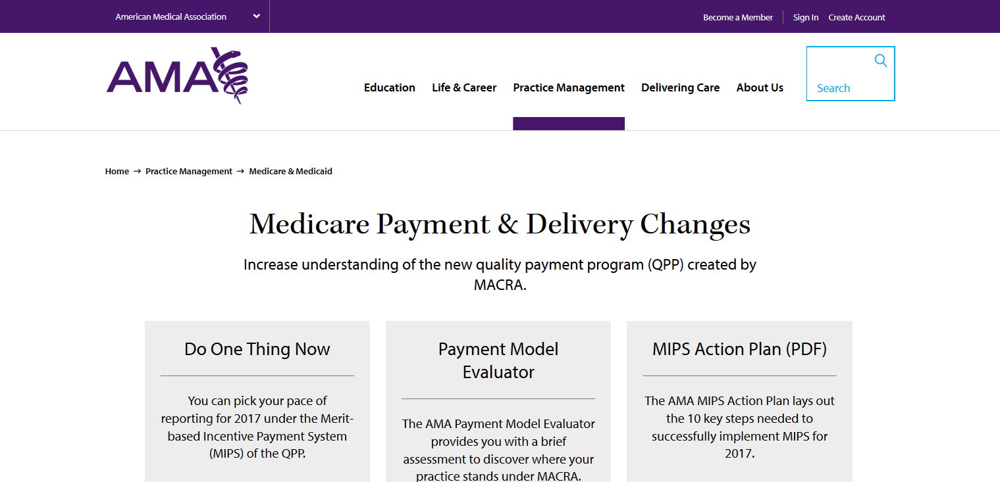 American Medical Association
Become a Member
Sign In
Create Account
AMA
Education
Life & Career
Practice Management
Delivering Care
About Us
Search
Home → Practice Management → Medicare & Medicaid
Medicare Payment & Delivery Changes
Increase understanding of the new quality payment program (QPP) created by
MACRA.
Do One Thing Now
You can pick your pace of
reporting for 2017 under the Merit-
based Incentive Payment System
(MIPS) of the QPP.
Payment Model
Evaluator
The AMA Payment Model Evaluator
provides you with a brief
assessment to discover where your
practice stands under MACRA.
MIPS Action Plan (PDF)
The AMA MIPS Action Plan lays out
the 10 key steps needed to
successfully implement MIPS for
2017.